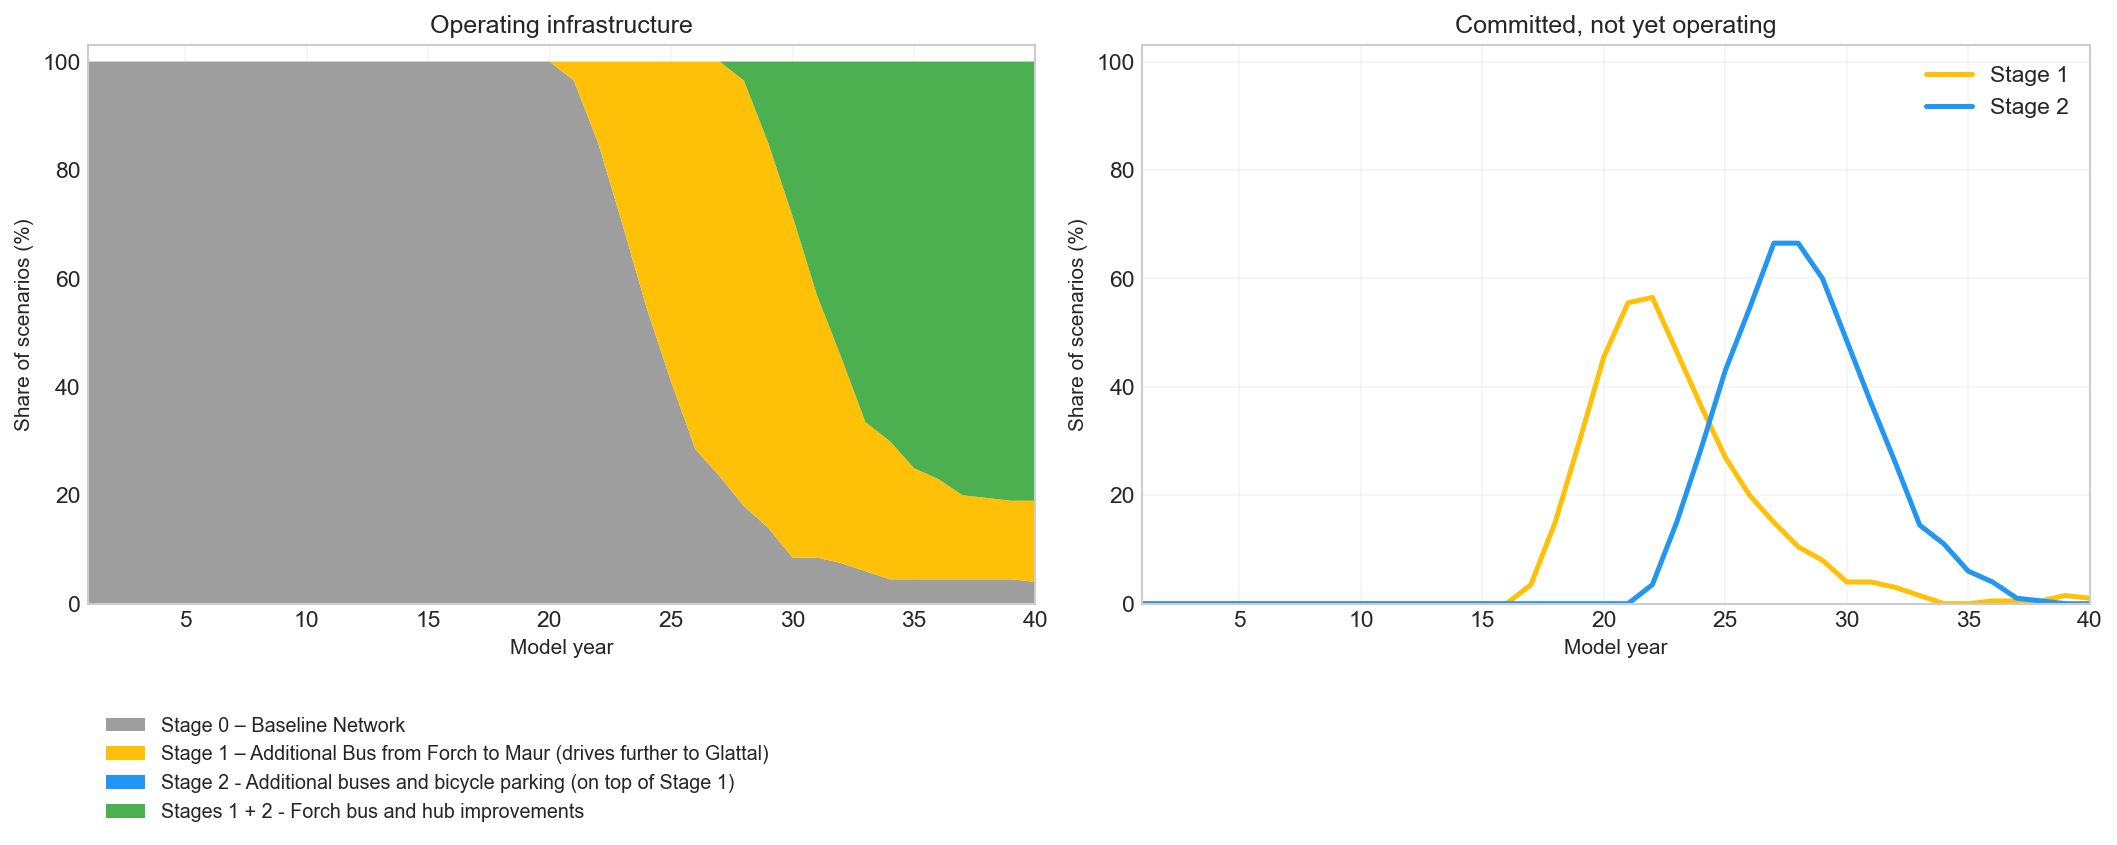 Operating infrastructure
100
80
60
40
20
0
5 10 15 20 25 30 35 40
Share of scenarios (%)
Model year
Stage 0 – Baseline Network
Stage 1 – Additional Bus from Forch to Maur (drives further to Glattal)
Stage 2 - Additional buses and bicycle parking (on top of Stage 1)
Stages 1 + 2 - Forch bus and hub improvements
Committed, not yet operating
Stage 1
Stage 2
100
80
60
40
20
0
5 10 15 20 25 30 35 40
Share of scenarios (%)
Model year